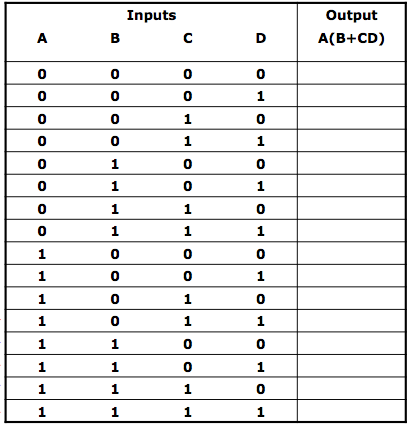 Inputs Output
A B C D A(B+CD)
0 0 0 0
0 0 0 1
0 0 1 0
0 0 1 1
0 1 0 0
0 1 0 1
0 1 1 0
0 1 1 1
1 0 0 0
1 0 0 1
1 0 1 0
1 0 1 1
1 1 0 0
1 1 0 1
1 1 1 0
1 1 1 1